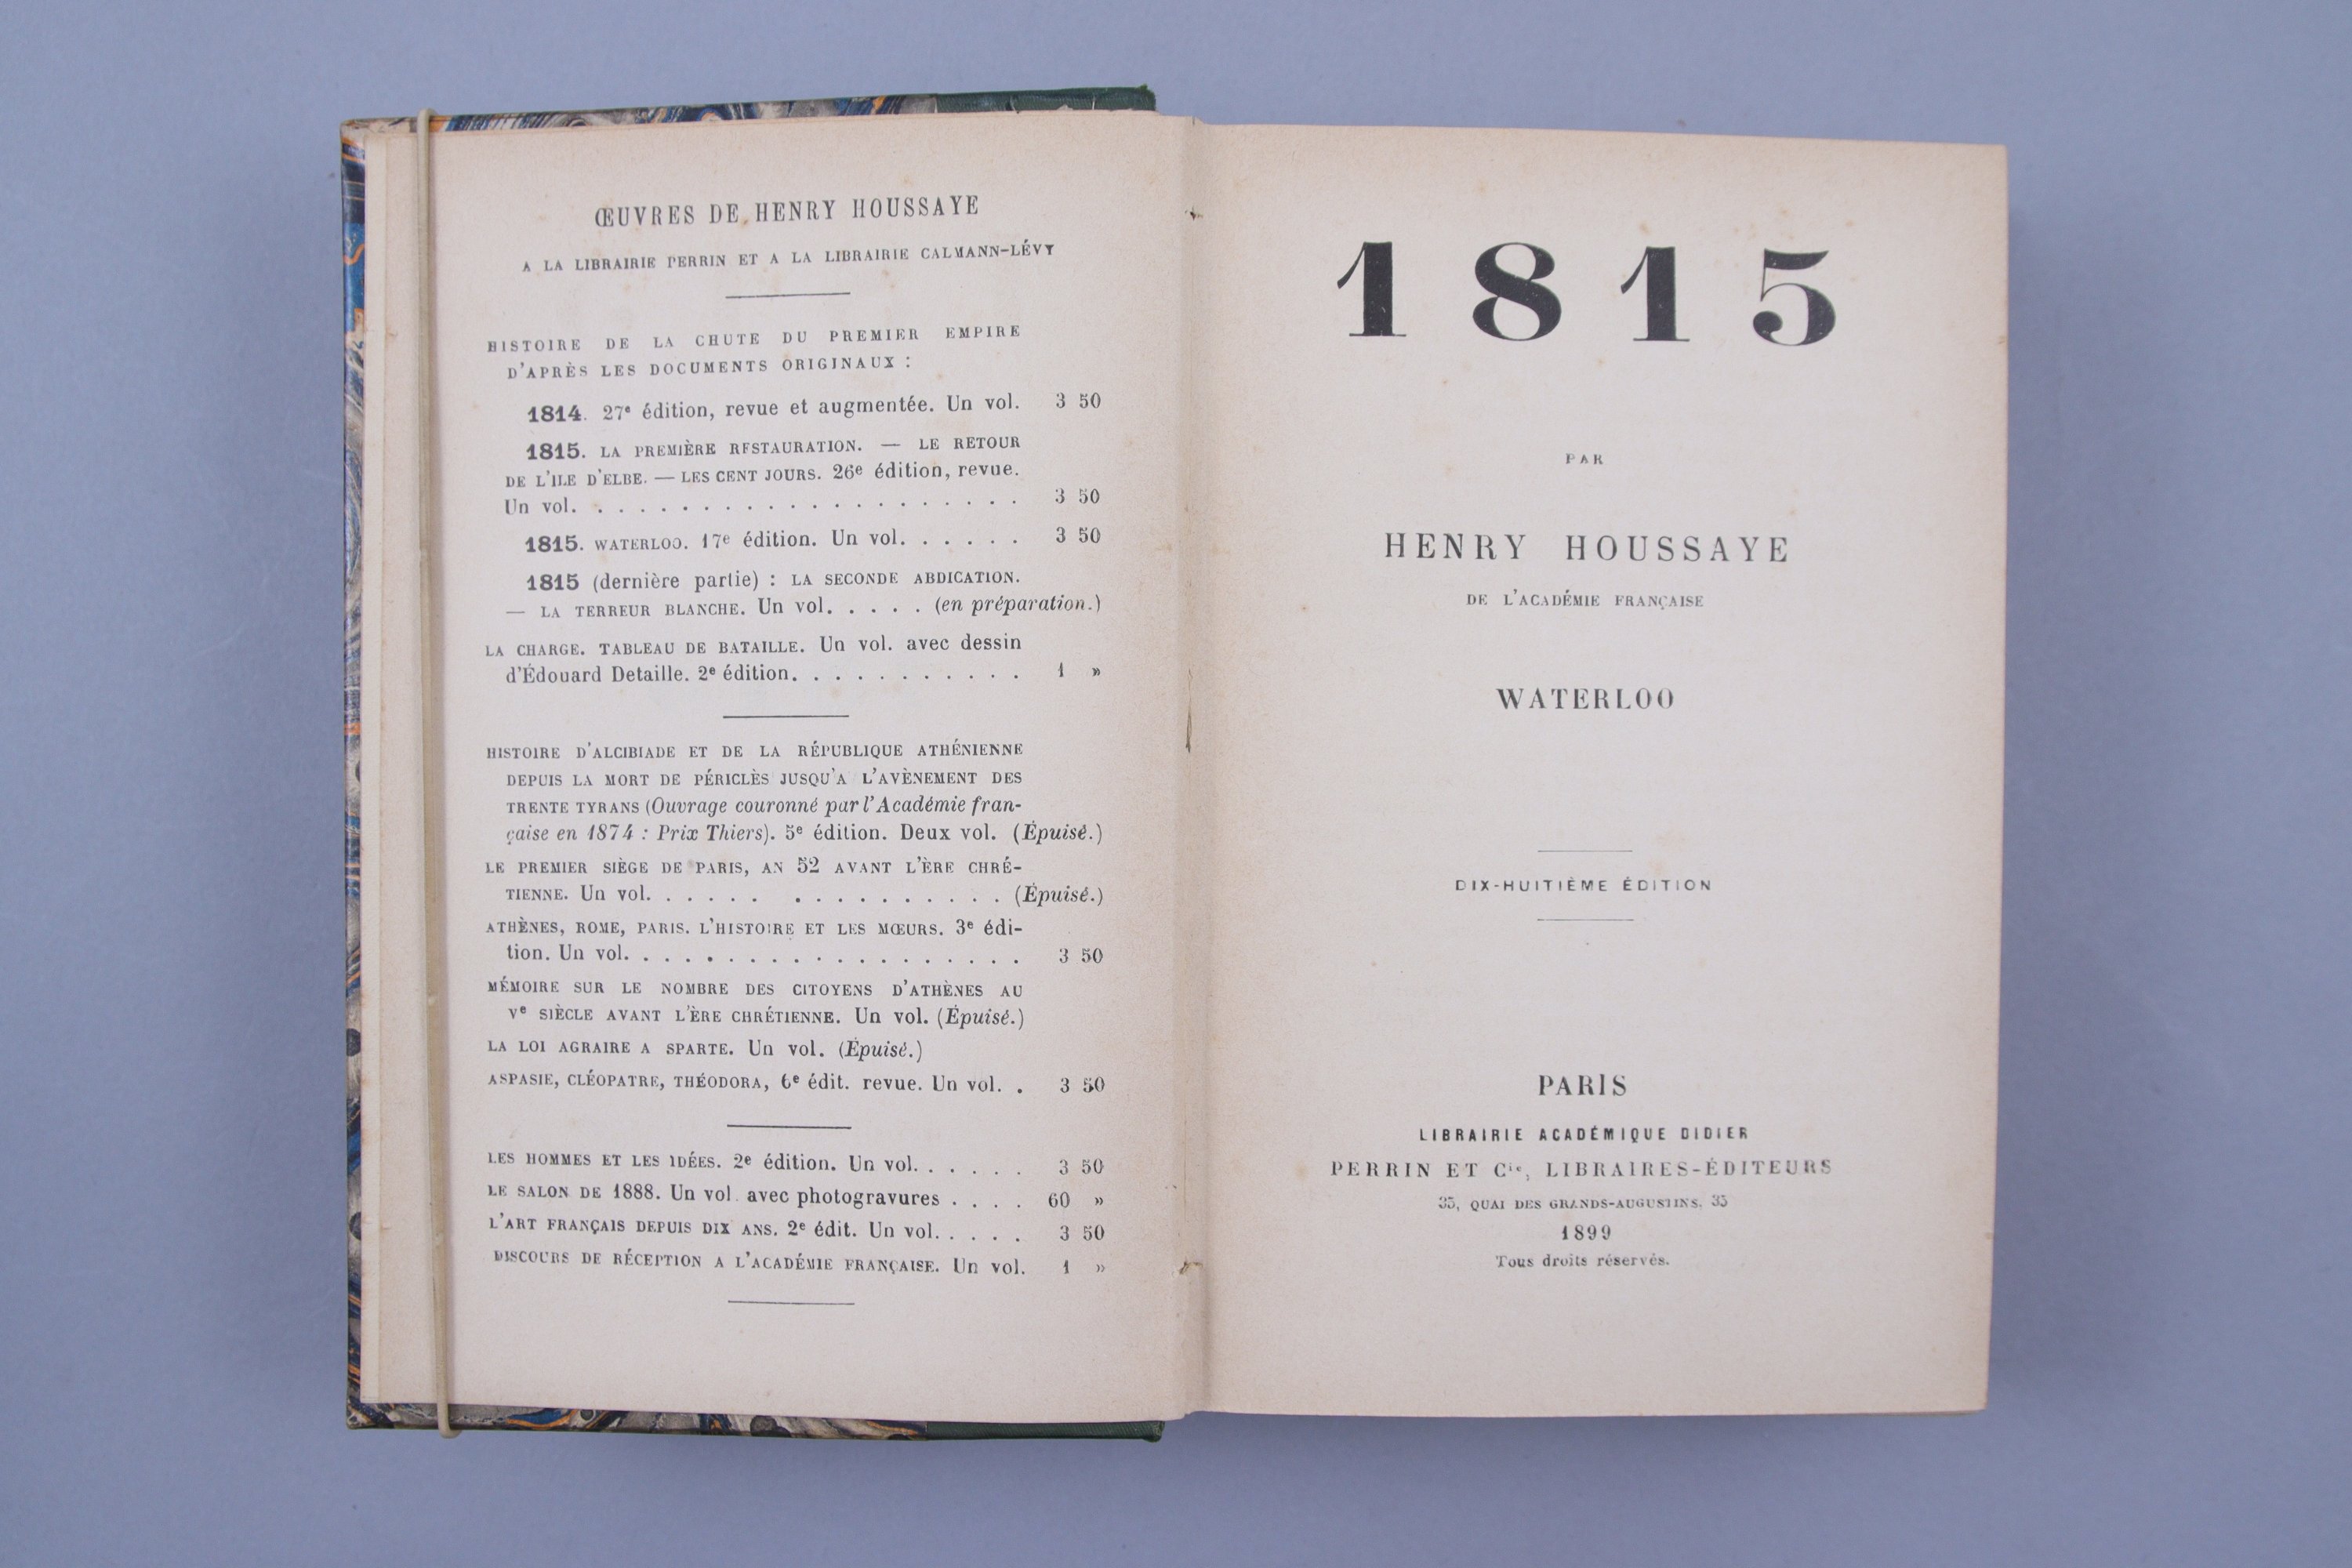 ŒUVRES DE HENRY HOUSSAYE
A LA LIBRAIRIE PERRIN ET A LA LIBRAIRIE CALMANN-LÉVY
HISTOIRE DE LA CHUTE DU PREMIER EMPIRE
D'APRÈS LES DOCUMENTS ORIGINAUX :
1814. 27e édition, revue et augmentée. Un vol. 3 50
1815. LA PREMIÈRE RESTAURATION. — LE RETOUR
DE L'ILE D'ELBE. — LES CENT JOURS. 26e édition, revue.
Un vol. . . . . . . . . . . . . . . . . . . . . 3 50
1815. WATERLOO. 17e édition. Un vol. . . . . . . 3 50
1815 (dernière partie) : LA SECONDE ABDICATION.
— LA TERREUR BLANCHE. Un vol. . . . . (en préparation.)
LA CHARGE. TABLEAU DE BATAILLE. Un vol. avec dessin
d'Édouard Detaille. 2e édition. . . . . . . . . . . . 1 »
HISTOIRE D'ALCIBIADE ET DE LA RÉPUBLIQUE ATHÉNIENNE
DEPUIS LA MORT DE PÉRICLÈS JUSQU'A L'AVÈNEMENT DES
TRENTE TYRANS (Ouvrage couronné par l'Académie fran-
çaise en 1874 : Prix Thiers). 5e édition. Deux vol. (Épuisé.)
LE PREMIER SIÈGE DE PARIS, AN 52 AVANT L'ÈRE CHRÉ-
TIENNE. Un vol. . . . . . . . . . . . . . . . (Épuisé.)
ATHÈNES, ROME, PARIS. L'HISTOIRE ET LES MŒURS. 3e édi-
tion. Un vol. . . . . . . . . . . . . . . . . . . 3 50
MÉMOIRE SUR LE NOMBRE DES CITOYENS D'ATHÈNES AU
Ve SIÈCLE AVANT L'ÈRE CHRÉTIENNE. Un vol. (Épuisé.)
LA LOI AGRAIRE A SPARTE. Un vol. (Épuisé.)
ASPASIE, CLÉOPATRE, THÉODORA, 6e édit. revue. Un vol. . 3 50
LES HOMMES ET LES IDÉES. 2e édition. Un vol. . . . . . 3 50
LE SALON DE 1888. Un vol. avec photogravures . . . . 60 »
L'ART FRANÇAIS DEPUIS DIX ANS. 2e édit. Un vol. . . . . 3 50
DISCOURS DE RÉCEPTION A L'ACADÉMIE FRANÇAISE. Un vol. 1 »
1815
PAR
HENRY HOUSSAYE
DE L'ACADÉMIE FRANÇAISE
WATERLOO
DIX-HUITIÈME ÉDITION
PARIS
LIBRAIRIE ACADÉMIQUE DIDIER
PERRIN ET Cie, LIBRAIRES-ÉDITEURS
35, QUAI DES GRANDS-AUGUSTINS, 35
1899
Tous droits réservés.